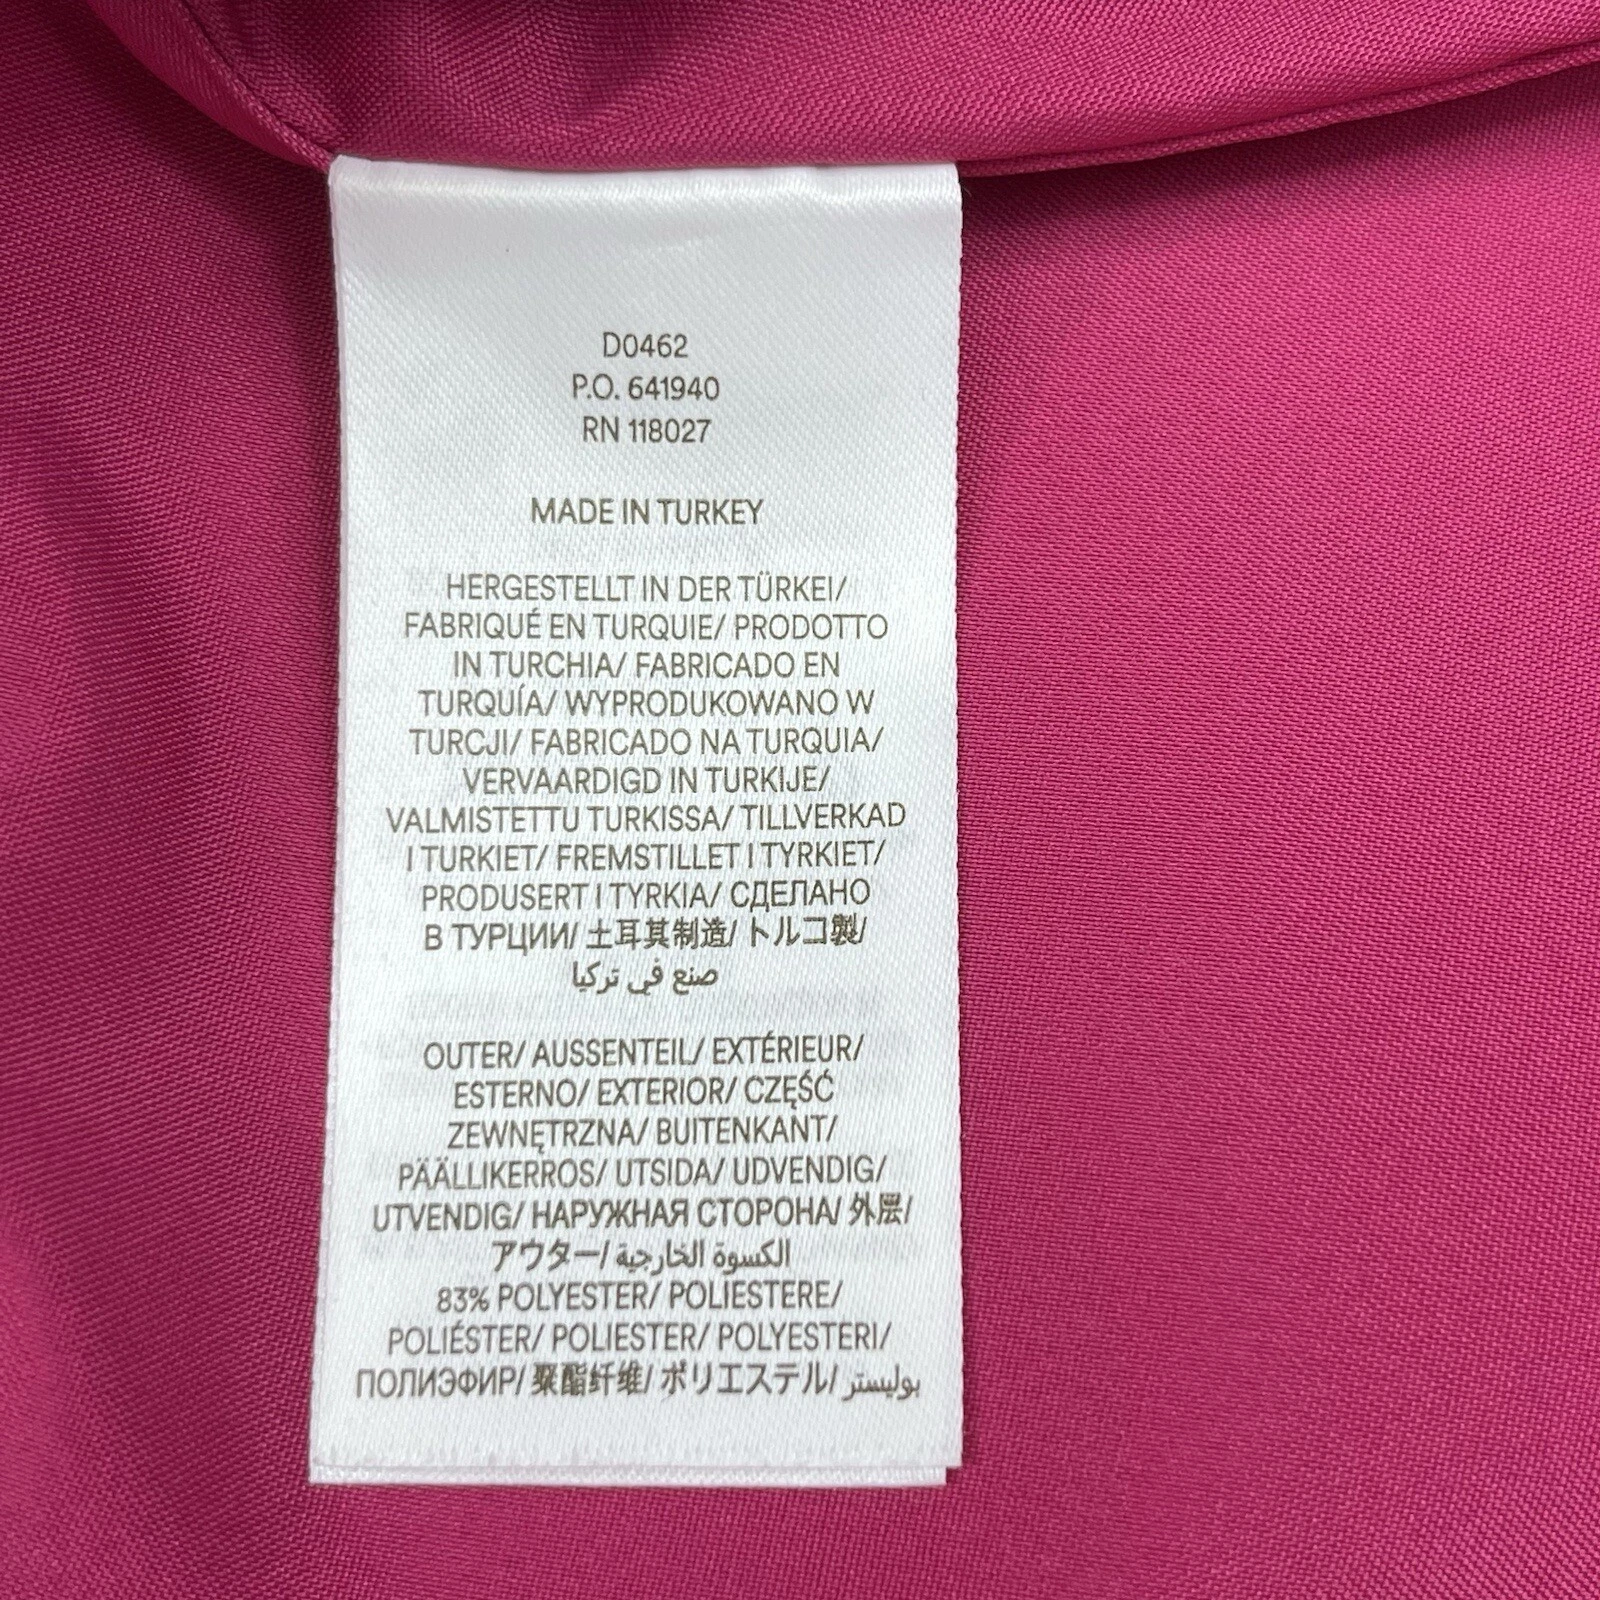 D0462
P.O. 641940
RN 118027
MADE IN TURKEY
HERGESTELLT IN DER TÜRKEI/
FABRIQUÉ EN TURQUIE/ PRODOTTO
IN TURCHIA/ FABRICADO EN
TURQUÍA/ WYPRODUKOWANO W
TURCJI/ FABRICADO NA TURQUIA/
VERVAARDIGD IN TURKIJE/
VALMISTETTU TURKISSA/ TILLVERKAD
I TURKIET/ FREMSTILLET I TYRKIET/
PRODUSERT I TYRKIA/ СДЕЛАНО
В ТУРЦИИ/ 土耳其制造/ トルコ製/
صنع في تركيا
OUTER/ AUSSENTEIL/ EXTÉRIEUR/
ESTERNO/ EXTERIOR/ CZĘŚĆ
ZEWNĘTRZNA/ BUITENKANT/
PÄÄLLIKERROS/ UTSIDA/ UDVENDIG/
UTVENDIG/ НАРУЖНАЯ СТОРОНА/ 外层/
アウター/ الكسوة الخارجية
83% POLYESTER/ POLIESTERE/
POLIÉSTER/ POLIESTER/ POLYESTERI/
ПОЛИЭФИР/ 聚酯纤维/ ポリエステル/ بوليستر